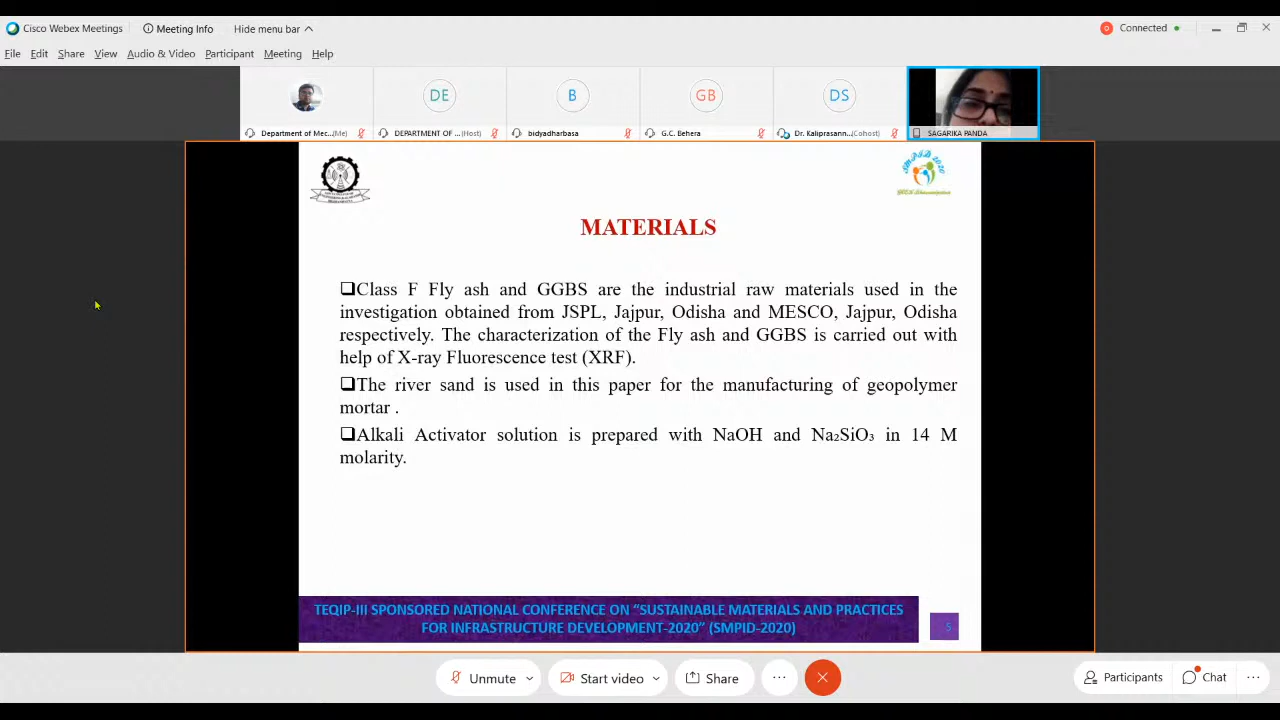 Cisco Webex Meetings
Meeting Info
Hide menu bar
Connected
File Edit Share View Audio & Video Participant Meeting Help
DE B GB DS
Department of Mec... (Me)
DEPARTMENT OF ... (Host)
bidyadharbasa
G.C. Behera
Dr. Kaliprasann... (Cohost)
SAGARIKA PANDA
SMPID 2020
MATERIALS
❑Class F Fly ash and GGBS are the industrial raw materials used in the
investigation obtained from JSPL, Jajpur, Odisha and MESCO, Jajpur, Odisha
respectively. The characterization of the Fly ash and GGBS is carried out with
help of X-ray Fluorescence test (XRF).
❑The river sand is used in this paper for the manufacturing of geopolymer
mortar .
❑Alkali Activator solution is prepared with NaOH and Na₂SiO₃ in 14 M
molarity.
TEQIP-III SPONSORED NATIONAL CONFERENCE ON “SUSTAINABLE MATERIALS AND PRACTICES
FOR INFRASTRUCTURE DEVELOPMENT-2020” (SMPID-2020)
5
Unmute
Start video
Share
Participants
Chat